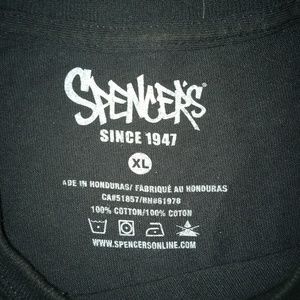 SPENCER'S
SINCE 1947
XL
ADE IN HONDURAS/ FABRIQUÉ AU HONDURAS
CA#51857/RN#61978
100% COTTON/100% COTON
WWW.SPENCERSONLINE.COM